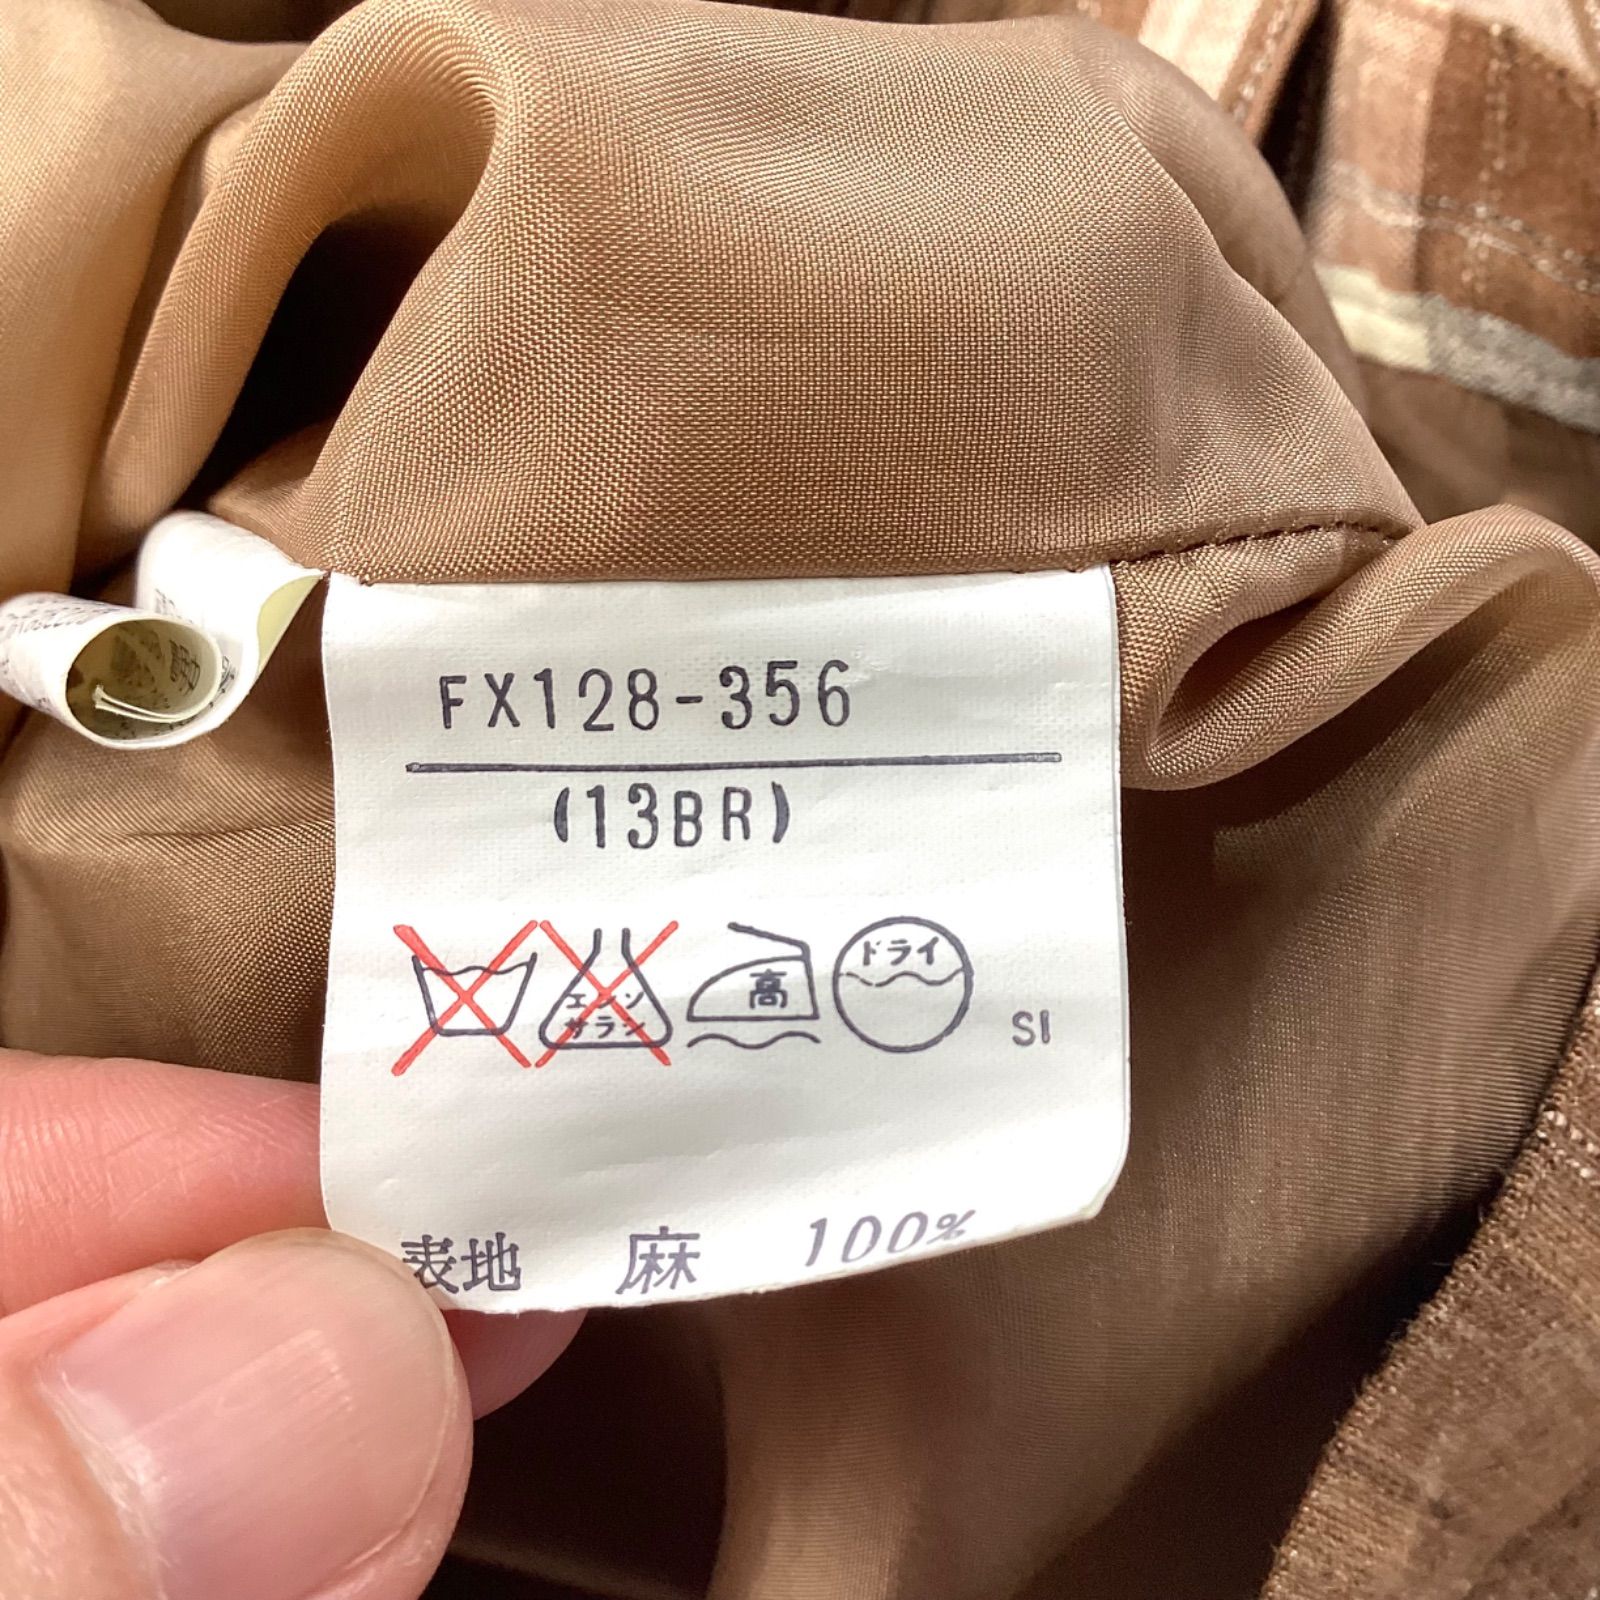 FX128-356
(13BR)
エンソ
サラシ
高
ドライ
SI
表地 麻 100%